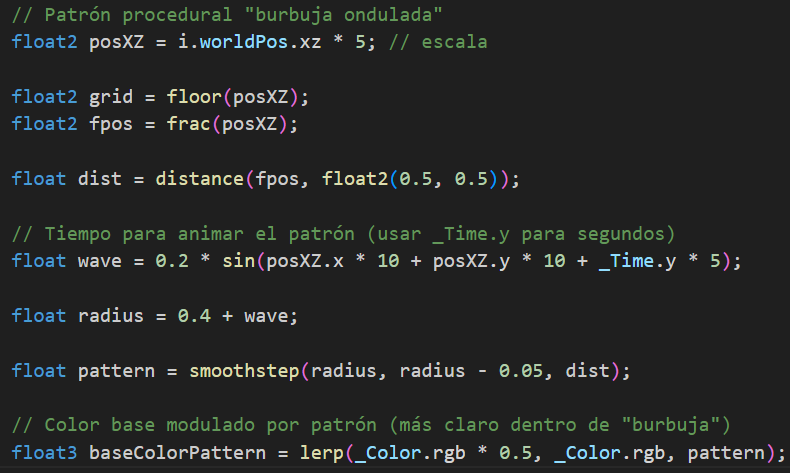 // Patrón procedural "burbuja ondulada"
float2 posXZ = i.worldPos.xz * 5; // escala
float2 grid = floor(posXZ);
float2 fpos = frac(posXZ);
float dist = distance(fpos, float2(0.5, 0.5));
// Tiempo para animar el patrón (usar _Time.y para segundos)
float wave = 0.2 * sin(posXZ.x * 10 + posXZ.y * 10 + _Time.y * 5);
float radius = 0.4 + wave;
float pattern = smoothstep(radius, radius - 0.05, dist);
// Color base modulado por patrón (más claro dentro de "burbuja")
float3 baseColorPattern = lerp(_Color.rgb * 0.5, _Color.rgb, pattern);